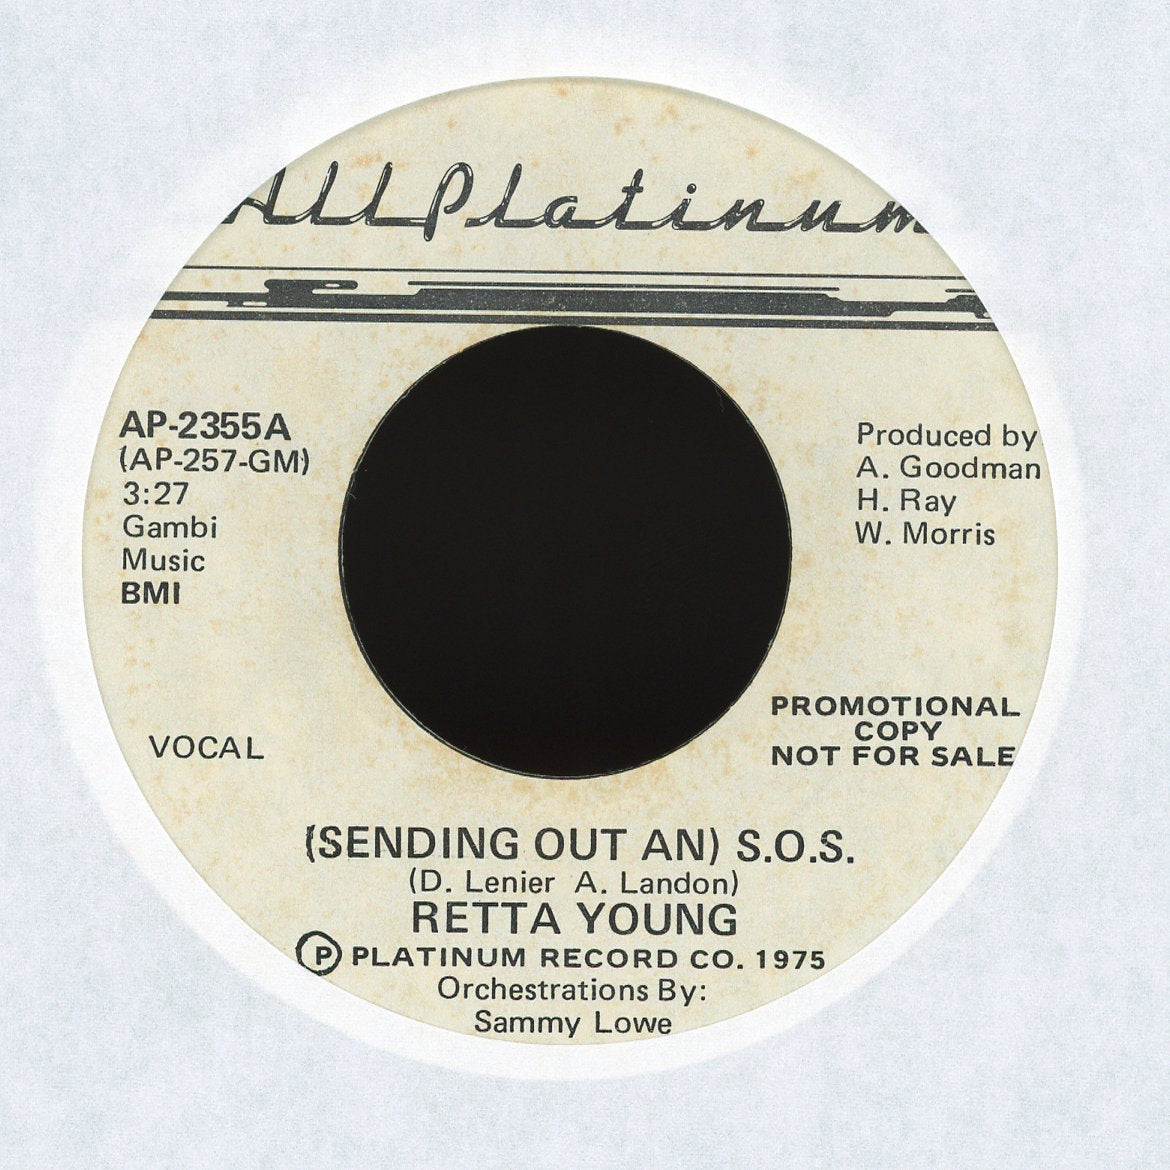 All Platinum
AP-2355A
(AP-257-GM)
3:27
Gambi
Music
BMI
Produced by
A. Goodman
H. Ray
W. Morris
VOCAL
PROMOTIONAL
COPY
NOT FOR SALE
(SENDING OUT AN) S.O.S.
(D. Lenier A. Landon)
RETTA YOUNG
Ⓟ PLATINUM RECORD CO. 1975
Orchestrations By:
Sammy Lowe